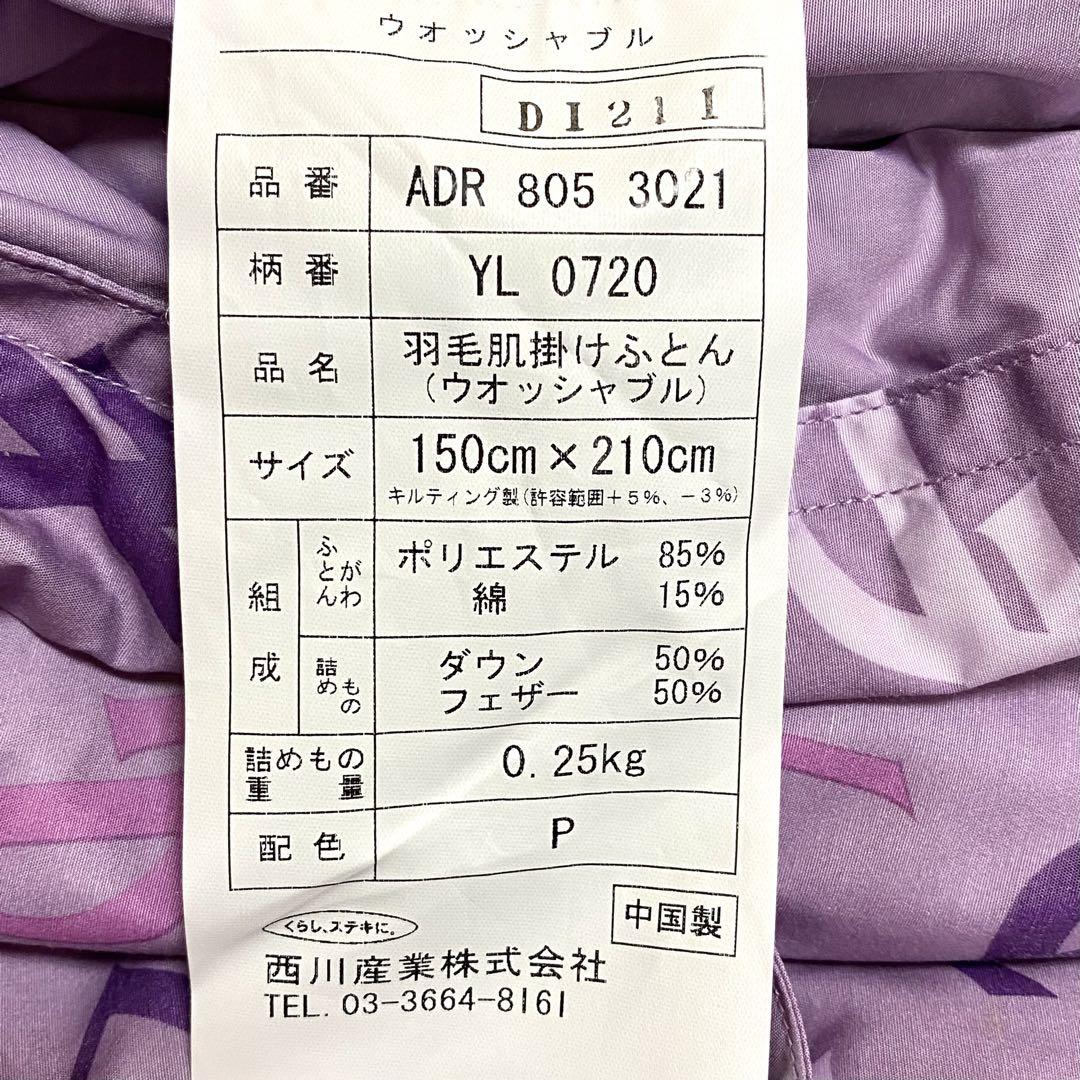 ウオッシャブル
DI211
品番 ADR 805 3021
柄番 YL 0720
品名 羽毛肌掛けふとん
(ウオッシャブル)
サイズ 150cm×210cm
キルティング製(許容範囲+5%、-3%)
組成 ふとんがわ ポリエステル 85%
綿 15%
詰めもの ダウン 50%
フェザー 50%
詰めもの重量 0.25kg
配色 P
中国製
くらし、ステキに。
西川産業株式会社
TEL. 03-3664-8161